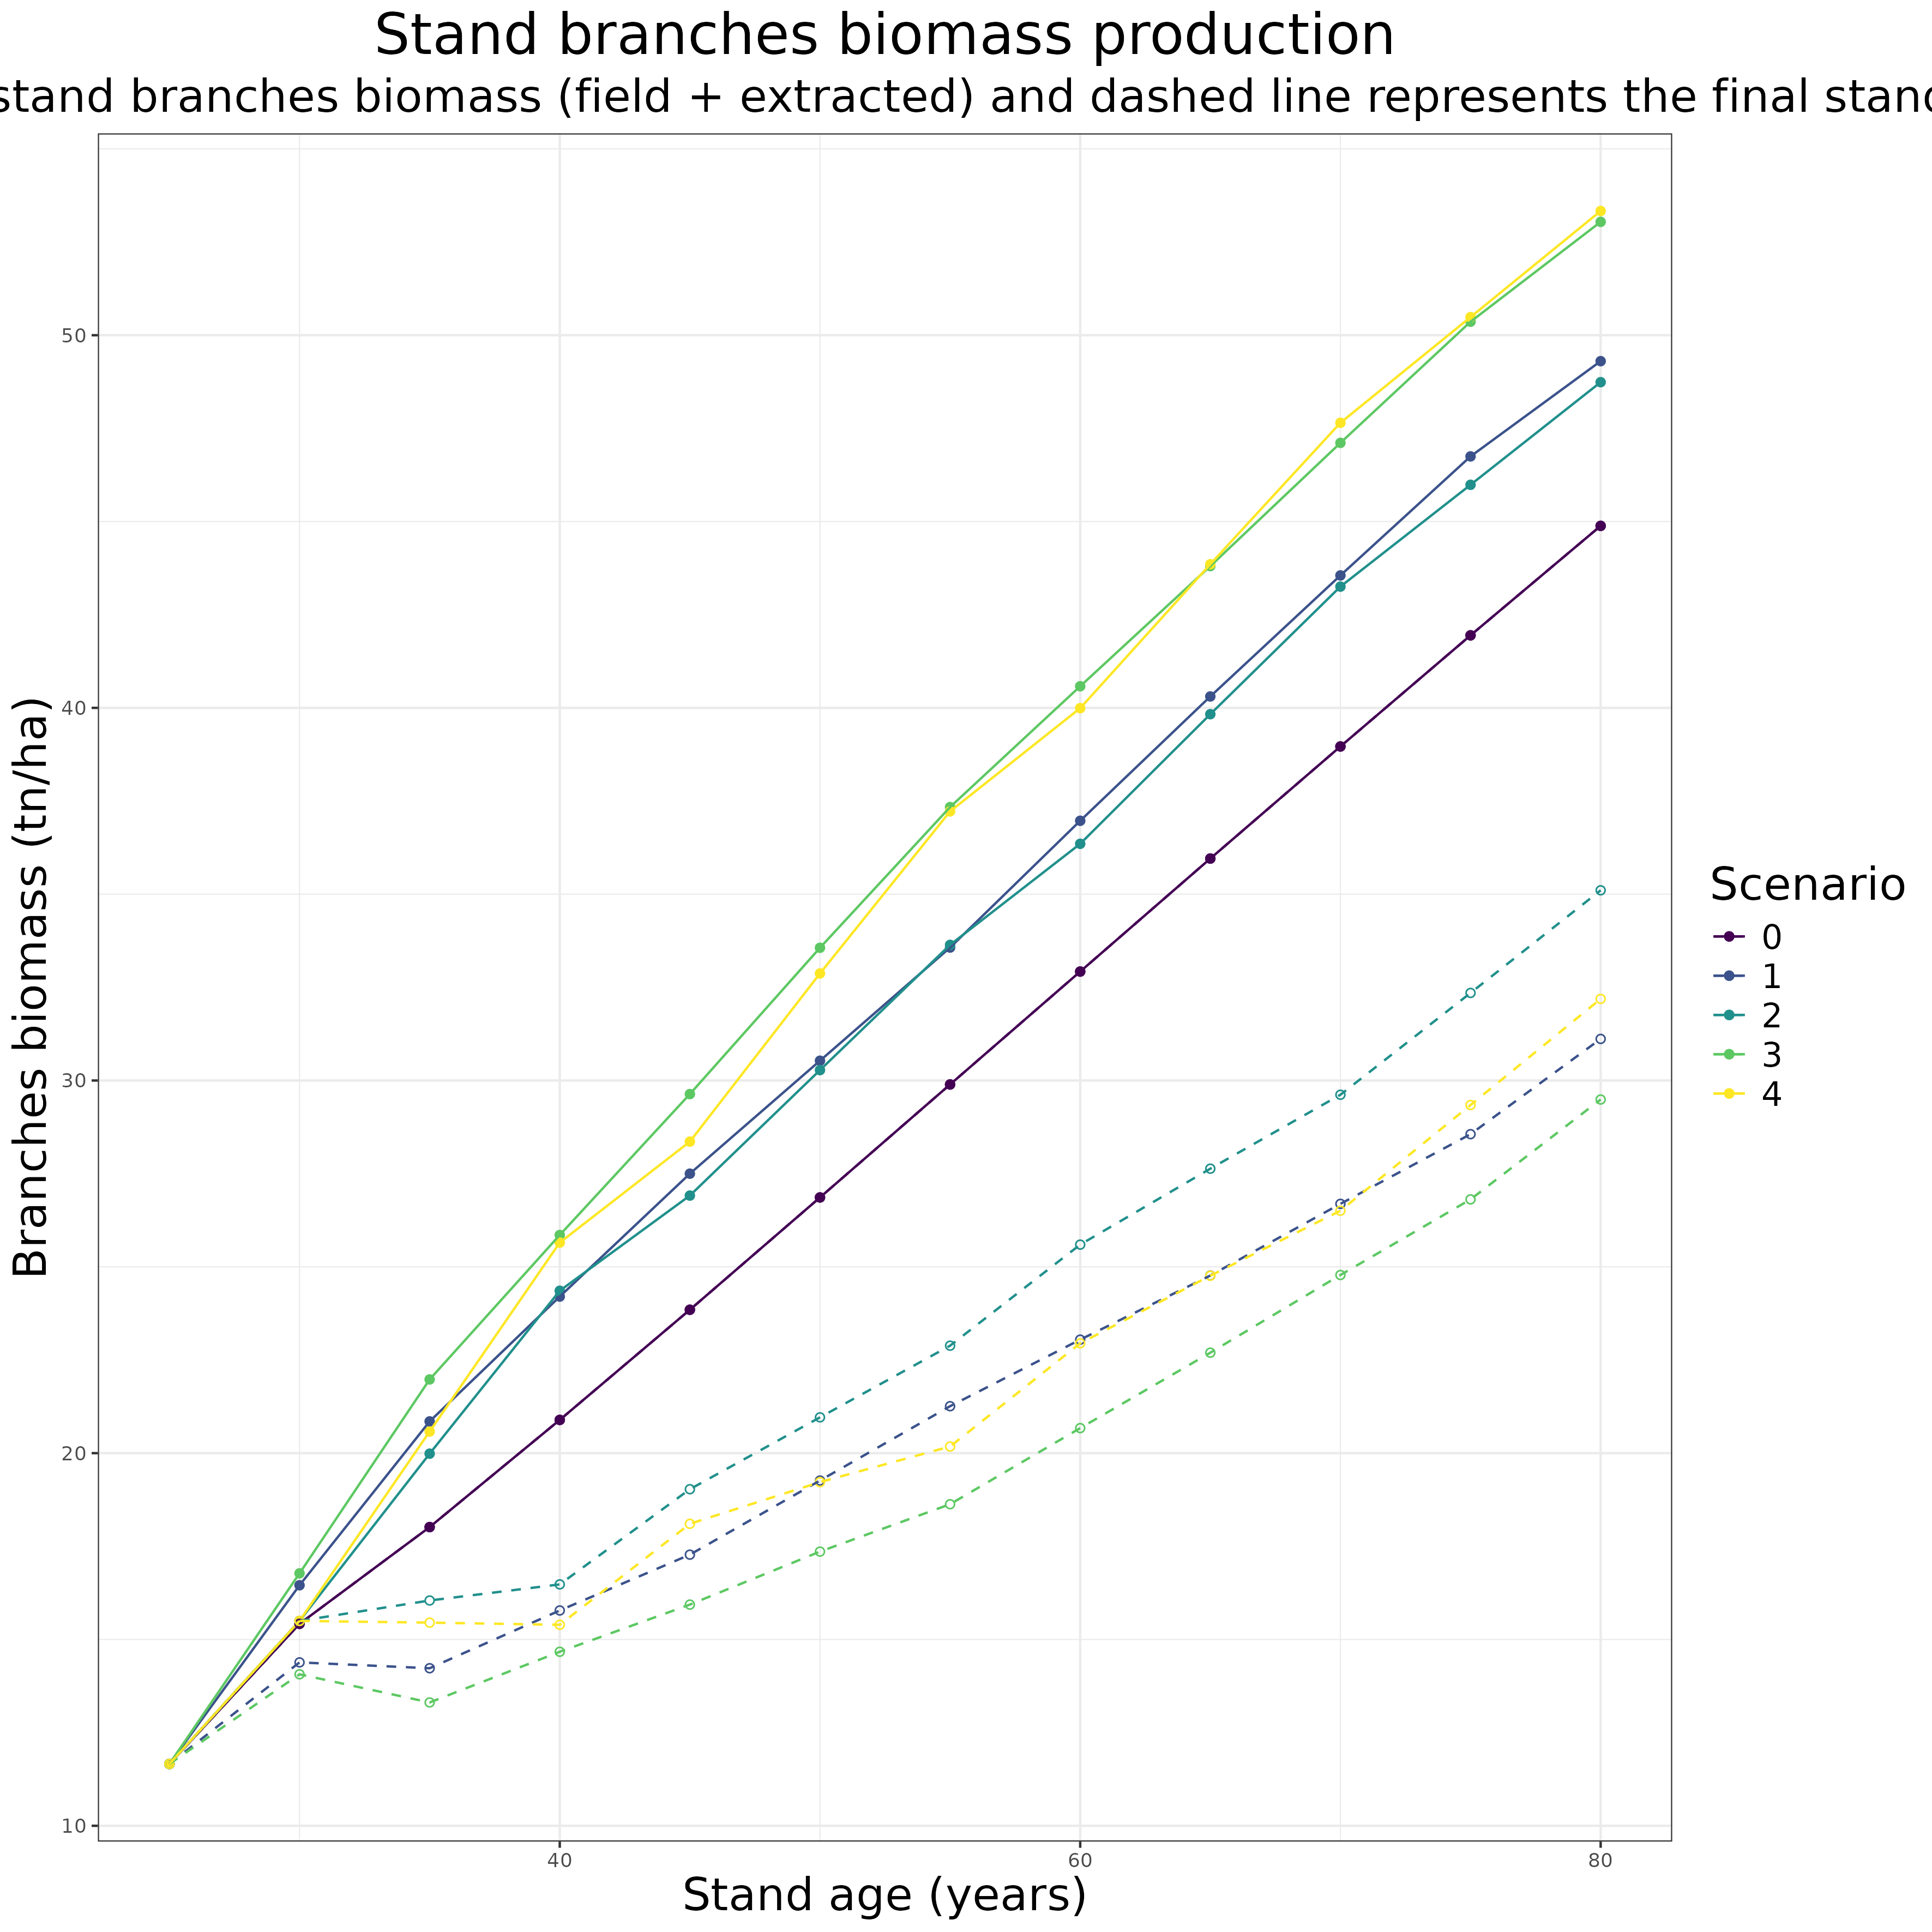 Stand branches biomass production
stand branches biomass (field + extracted) and dashed line represents the final stand
Branches biomass (tn/ha)
50
40
30
20
10
40
60
80
Stand age (years)
Scenario
0
1
2
3
4